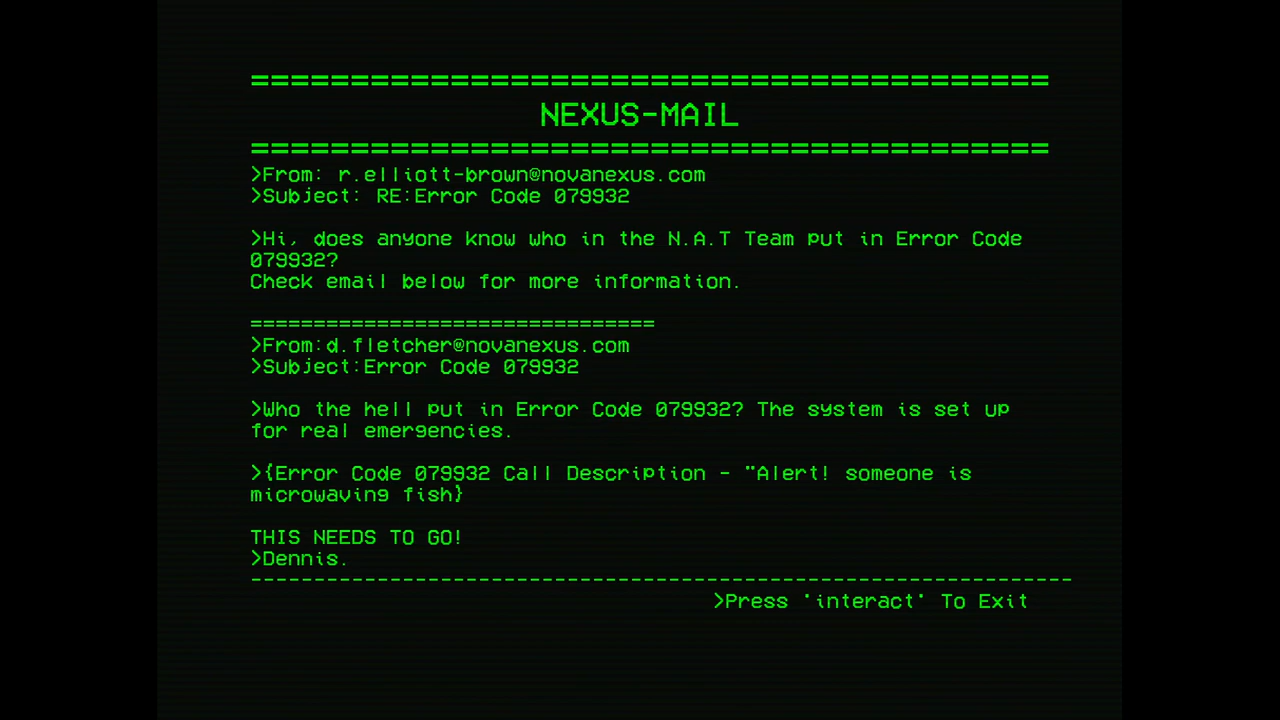 ========================================
NEXUS-MAIL
========================================
>From: r.elliott-brown@novanexus.com
>Subject: RE:Error Code 079932
>Hi, does anyone know who in the N.A.T Team put in Error Code
079932?
Check email below for more information.
================================
>From:d.fletcher@novanexus.com
>Subject:Error Code 079932
>Who the hell put in Error Code 079932? The system is set up
for real emergencies.
>{Error Code 079932 Call Description - "Alert! someone is
microwaving fish}
THIS NEEDS TO GO!
>Dennis.
-----------------------------------------------------------------
>Press 'interact' To Exit